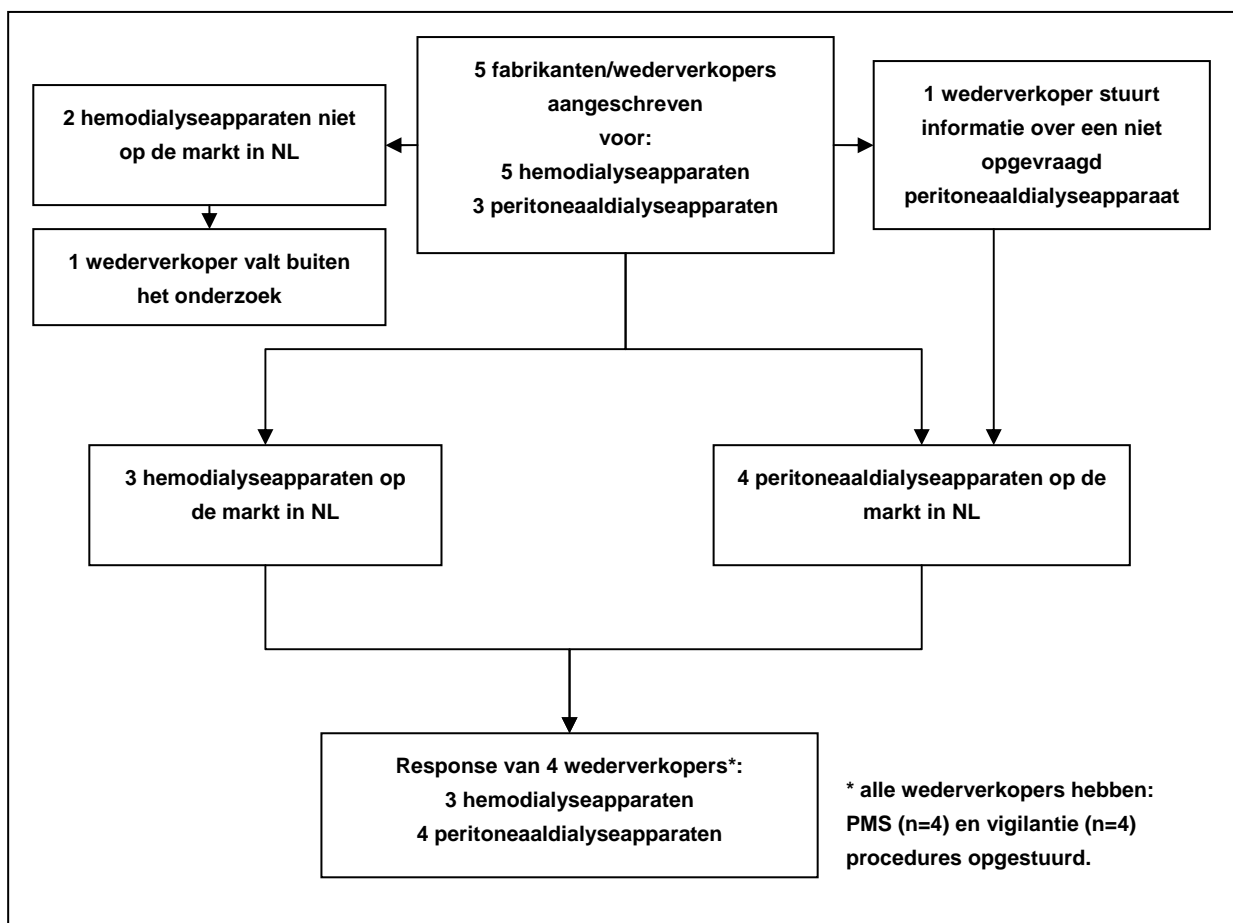 5 fabrikanten/wederverkopers
aangeschreven
voor:
5 hemodialyseapparaten
3 peritoneaaldialyseapparaten
2 hemodialyseapparaten niet
op de markt in NL
1 wederverkoper valt buiten
het onderzoek
1 wederverkoper stuurt
informatie over een niet
opgevraagd
peritoneaaldialyseapparaat
3 hemodialyseapparaten op
de markt in NL
4 peritoneaaldialyseapparaten op de
markt in NL
Response van 4 wederverkopers*:
3 hemodialyseapparaten
4 peritoneaaldialyseapparaten
* alle wederverkopers hebben:
PMS (n=4) en vigilantie (n=4)
procedures opgestuurd.